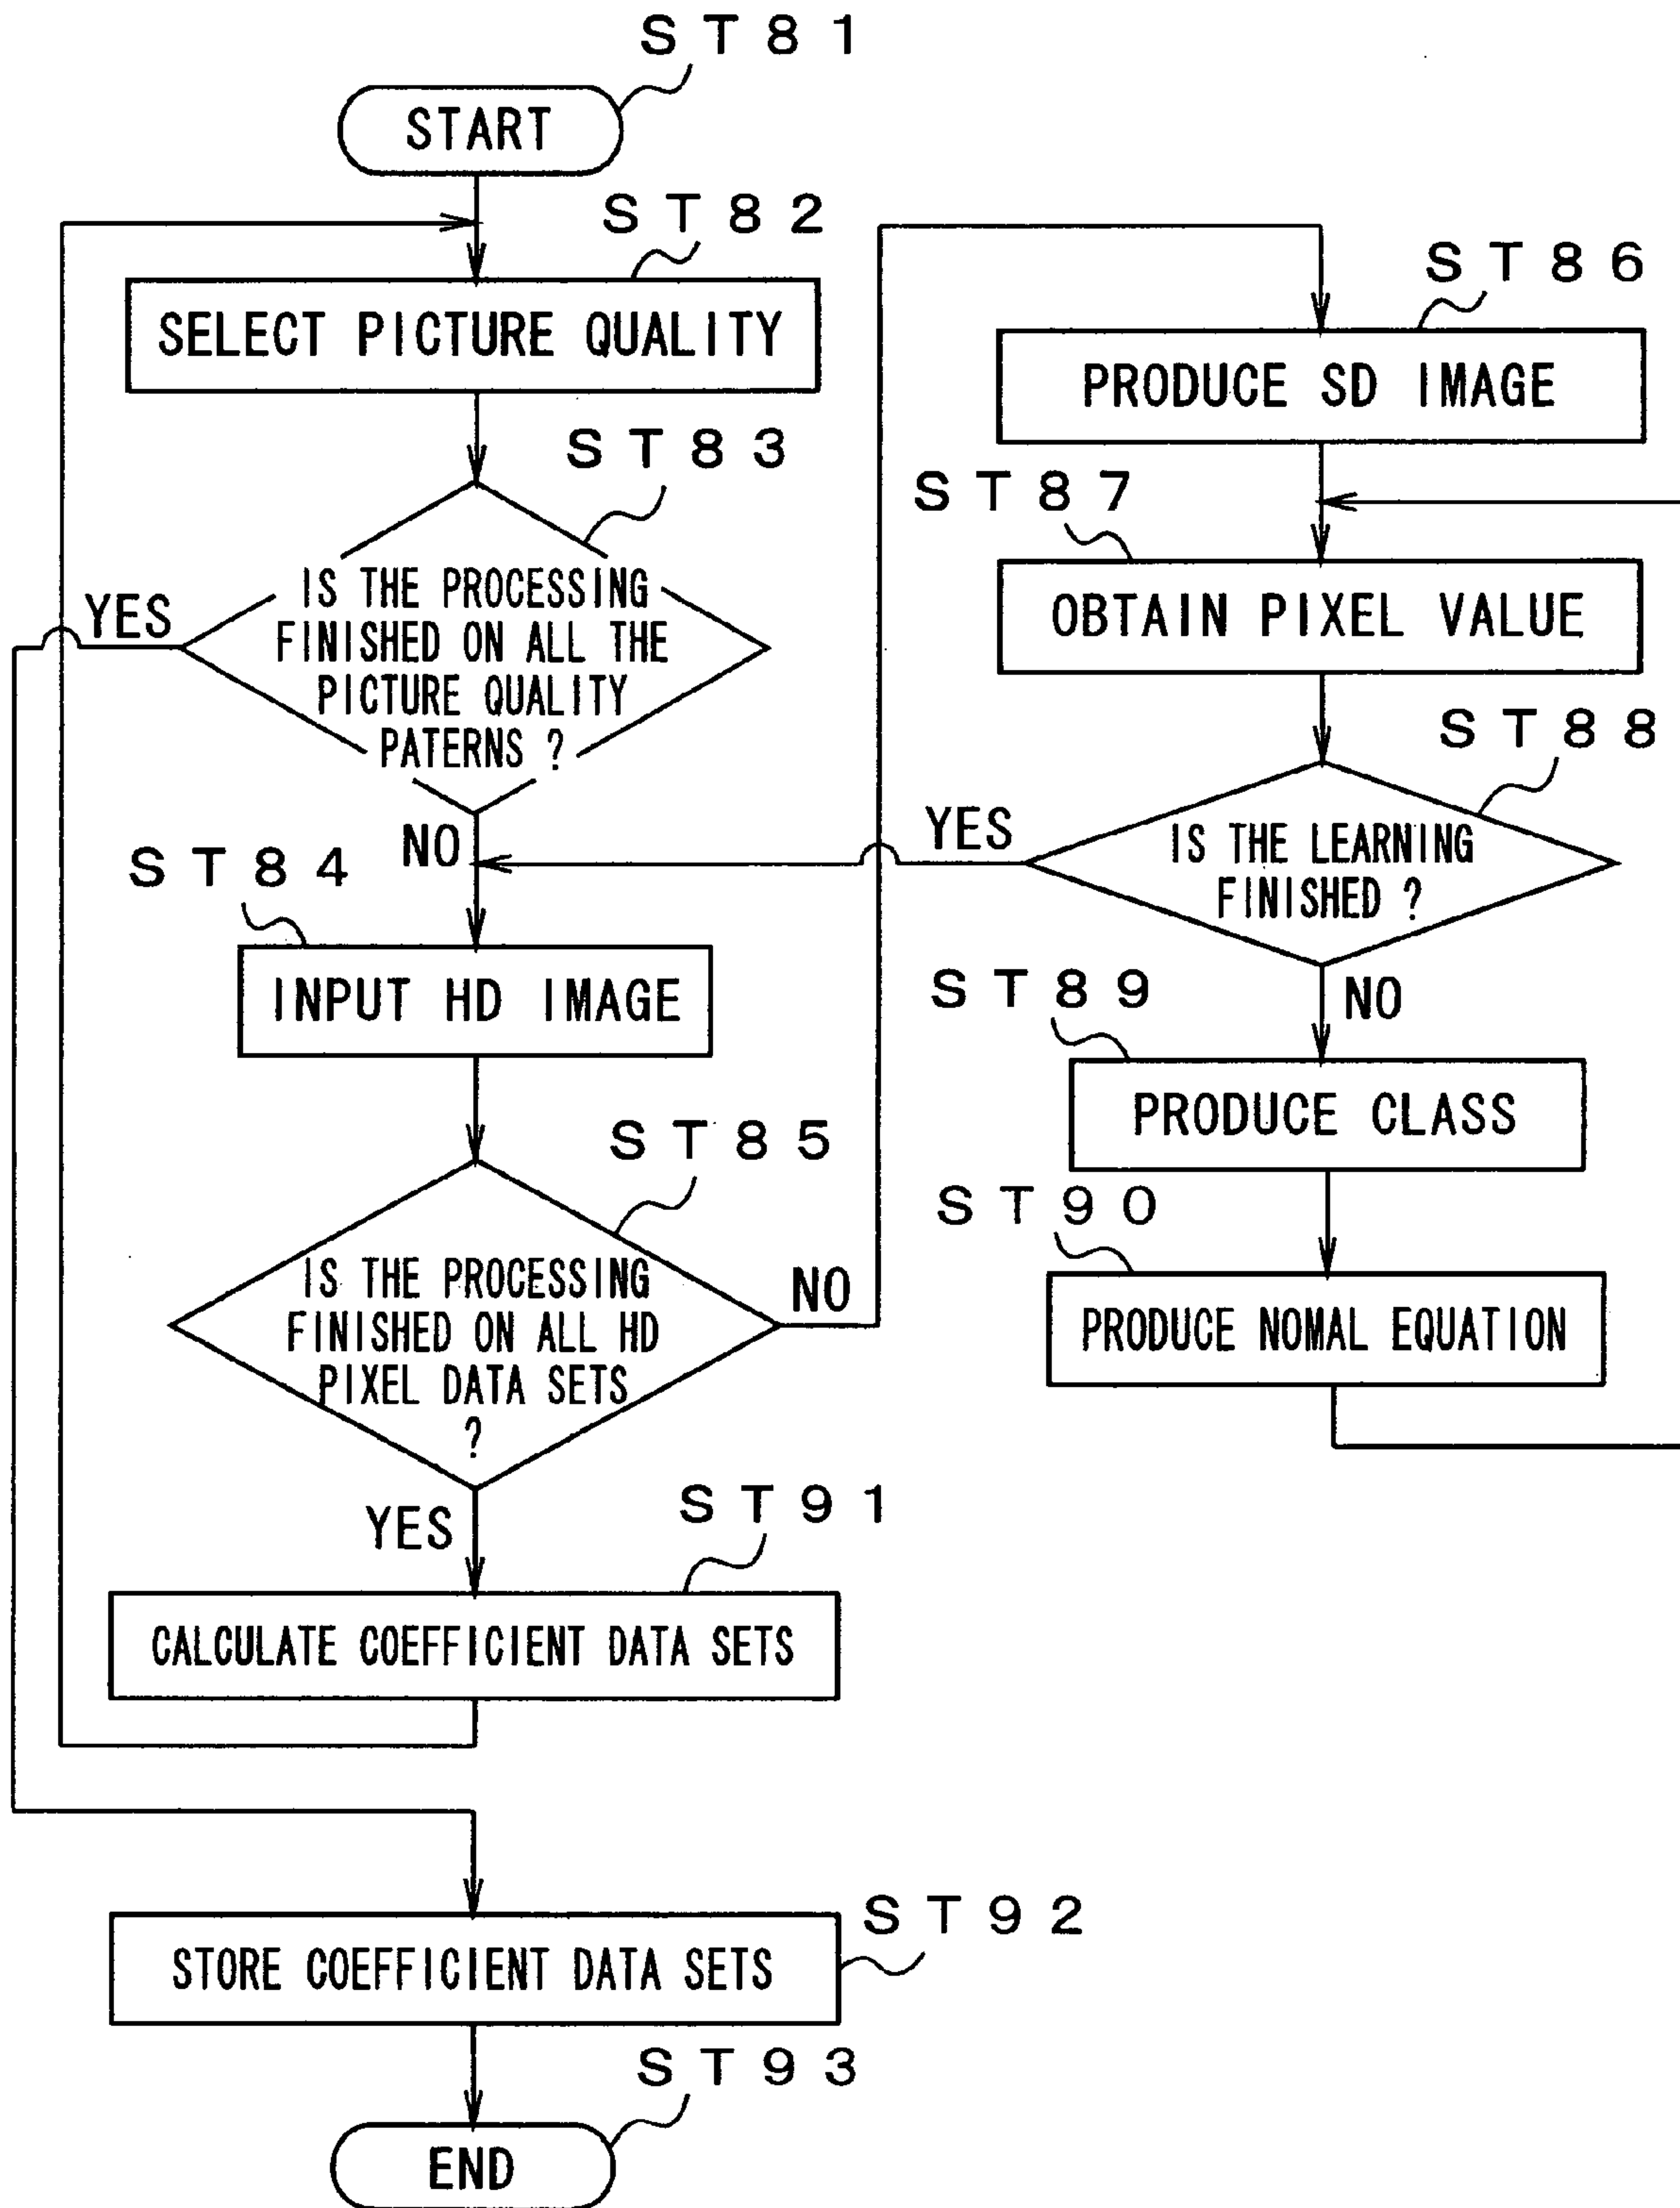 ST81
START
ST82
SELECT PICTURE QUALITY
ST83
IS THE PROCESSING
FINISHED ON ALL THE
PICTURE QUALITY
PATERNS ?
YES
NO
ST84
INPUT HD IMAGE
ST85
IS THE PROCESSING
FINISHED ON ALL HD
PIXEL DATA SETS
?
NO
YES
ST86
PRODUCE SD IMAGE
ST87
OBTAIN PIXEL VALUE
ST88
IS THE LEARNING
FINISHED ?
YES
NO
ST89
PRODUCE CLASS
ST90
PRODUCE NOMAL EQUATION
ST91
CALCULATE COEFFICIENT DATA SETS
ST92
STORE COEFFICIENT DATA SETS
ST93
END